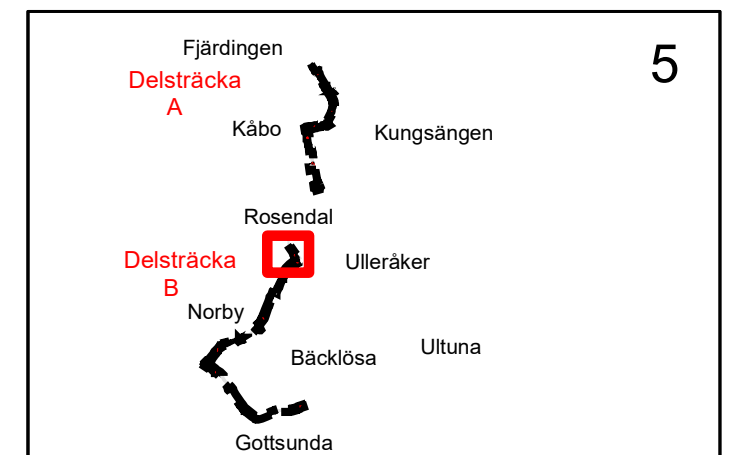 Fjärdingen
5
Delsträcka
A
Kåbo
Kungsängen
Rosendal
Delsträcka
B
Ulleråker
Norby
Bäcklösa
Ultuna
Gottsunda